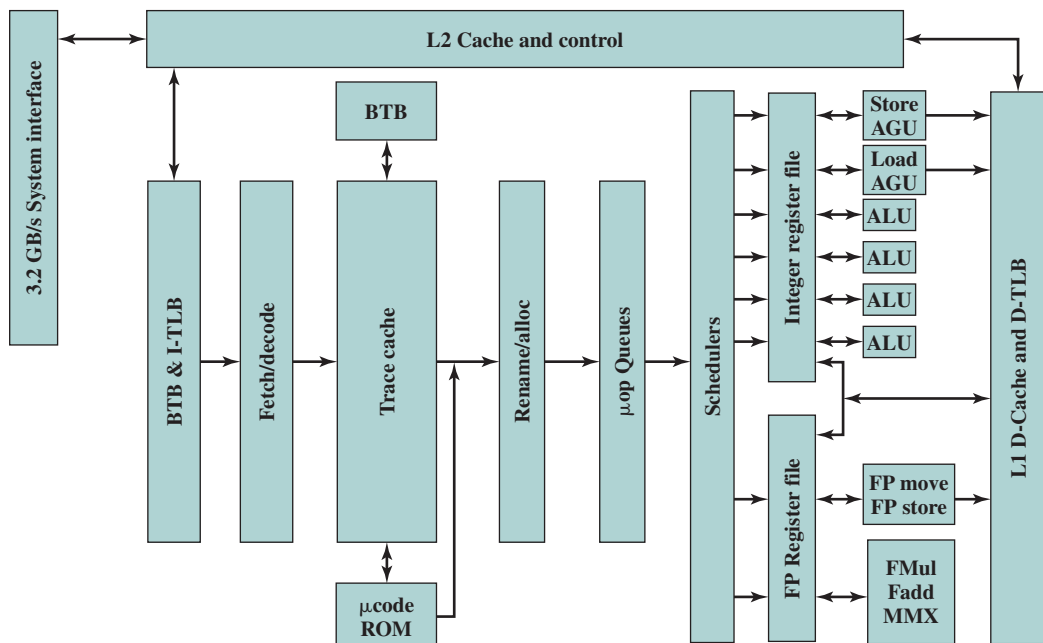 3.2 GB/s System interface
L2 Cache and control
BTB
BTB & I-TLB
Fetch/decode
Trace cache
μcode
ROM
Rename/alloc
μop Queues
Schedulers
Integer register file
FP Register file
Store
AGU
Load
AGU
ALU
ALU
ALU
ALU
FP move
FP store
FMul
Fadd
MMX
L1 D-Cache and D-TLB